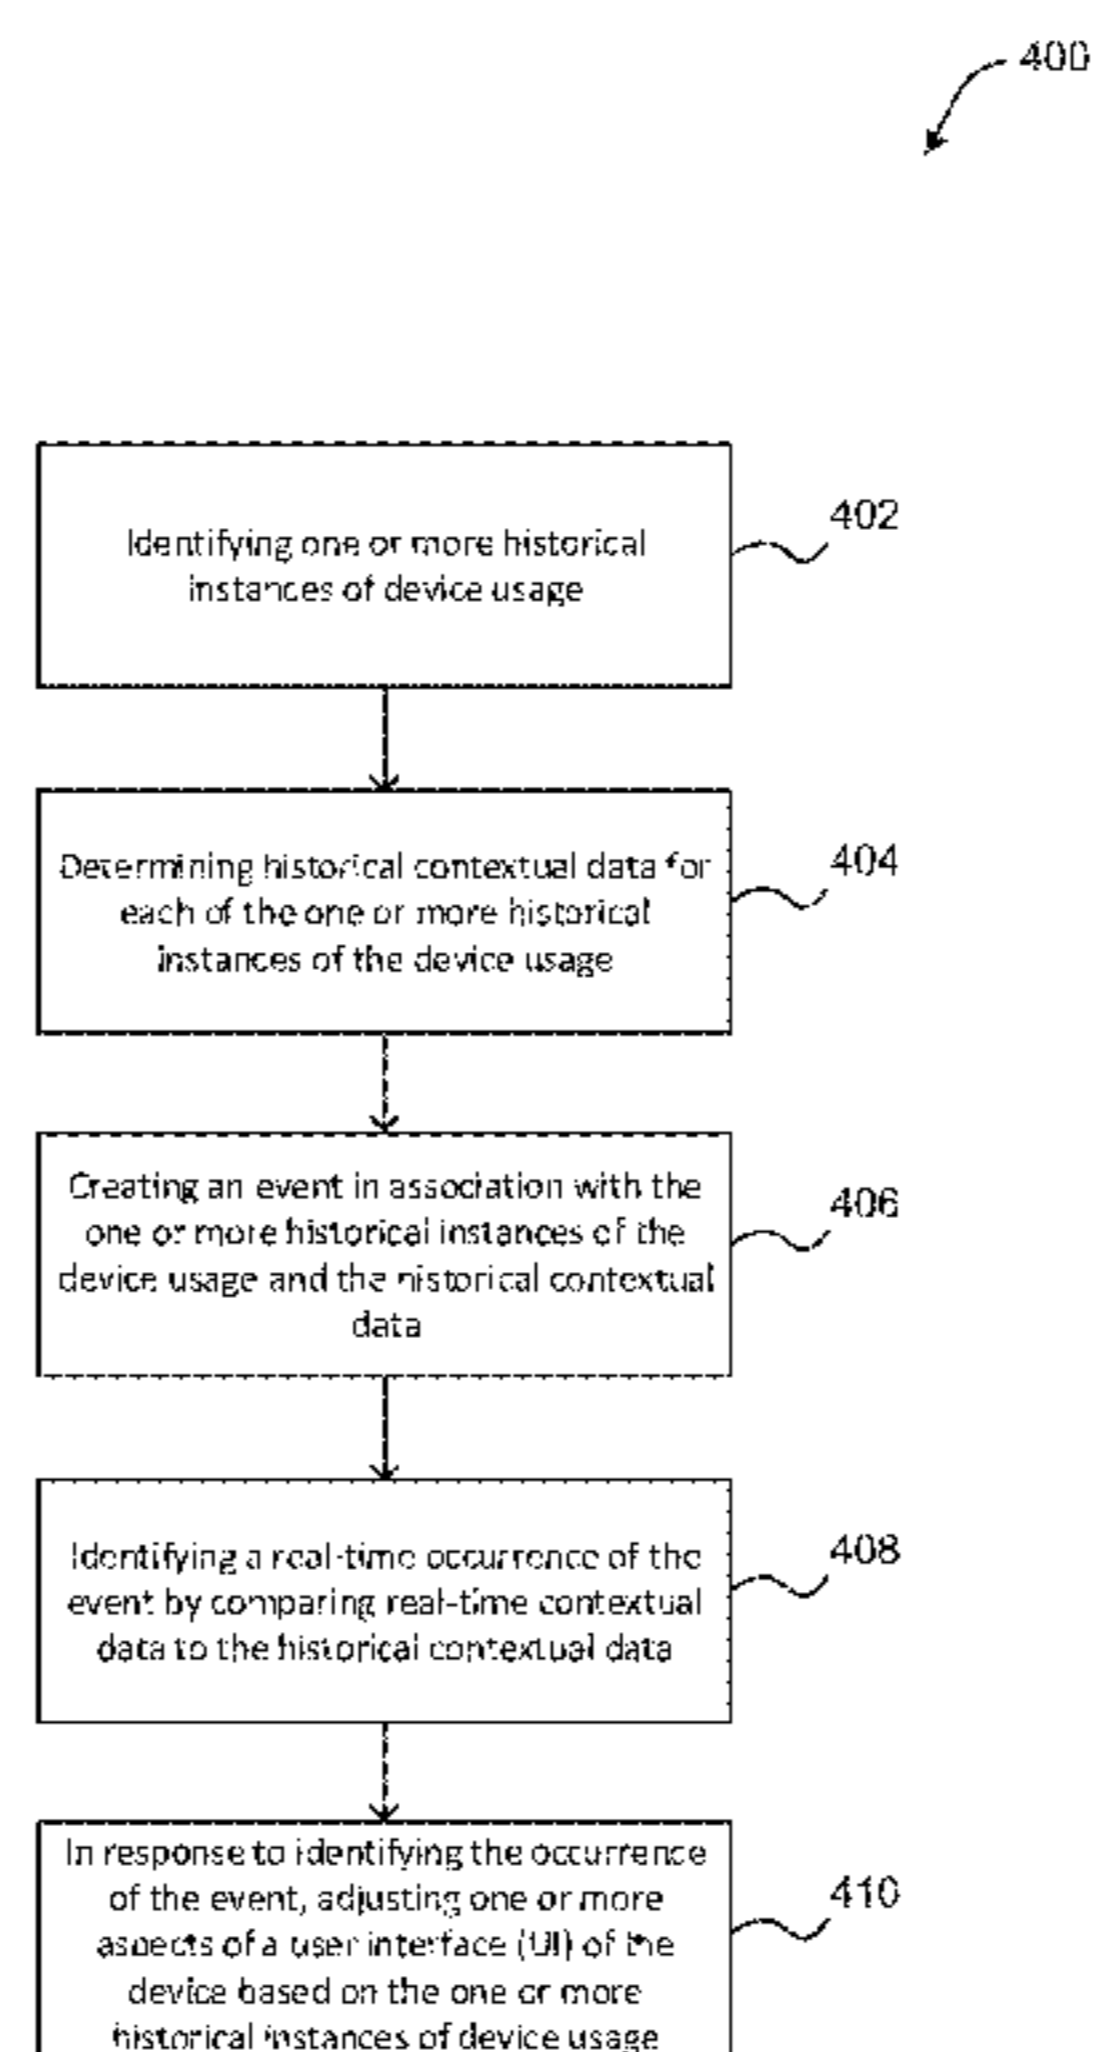 400
Identifying one or more historical
instances of device usage
402
Determining historical contextual data for
each of the one or more historical
instances of the device usage
404
Creating an event in association with the
one or more historical instances of the
device usage and the historical contextual
data
406
Identifying a real-time occurrence of the
event by comparing real-time contextual
data to the historical contextual data
408
In response to identifying the occurrence
of the event, adjusting one or more
aspects of a user interface (UI) of the
device based on the one or more
historical instances of device usage
410